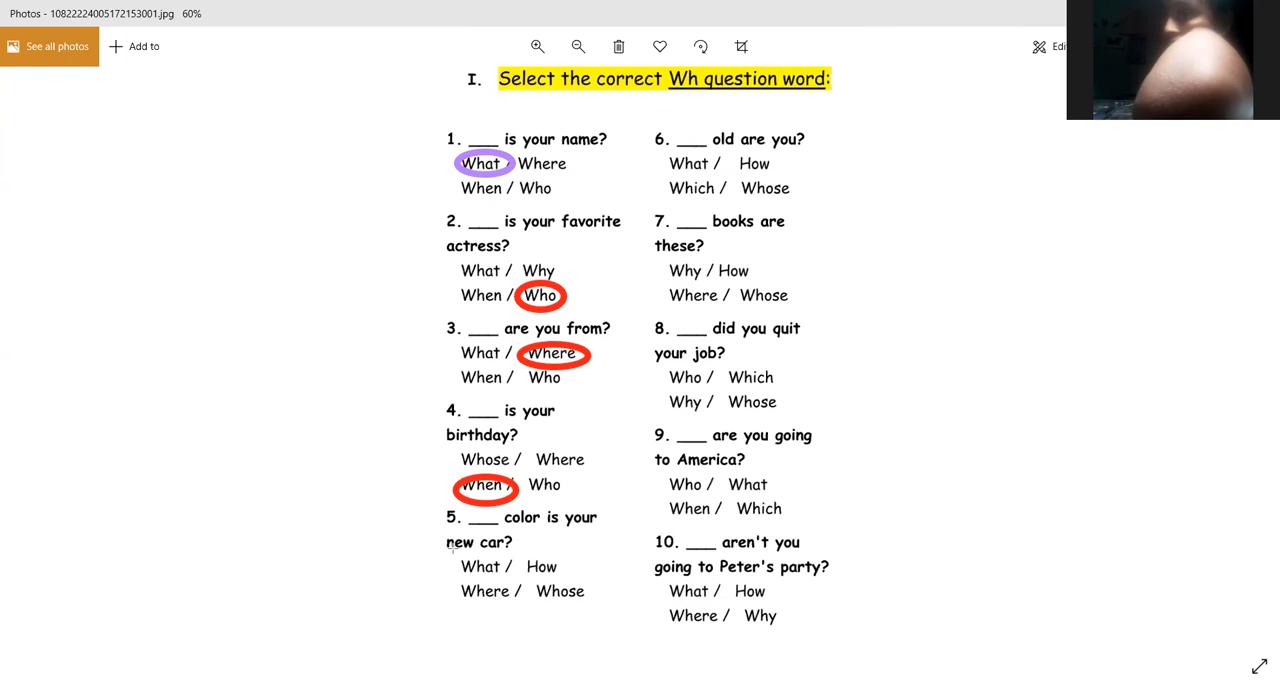 Photos - 10822224005172153001.jpg 60%
See all photos
Add to
I. Select the correct Wh question word:
1. ___ is your name?
What / Where
When / Who
2. ___ is your favorite
actress?
What / Why
When / Who
3. ___ are you from?
What / Where
When / Who
4. ___ is your
birthday?
Whose / Where
When / Who
5. ___ color is your
new car?
What / How
Where / Whose
6. ___ old are you?
What / How
Which / Whose
7. ___ books are
these?
Why / How
Where / Whose
8. ___ did you quit
your job?
Who / Which
Why / Whose
9. ___ are you going
to America?
Who / What
When / Which
10. ___ aren't you
going to Peter's party?
What / How
Where / Why